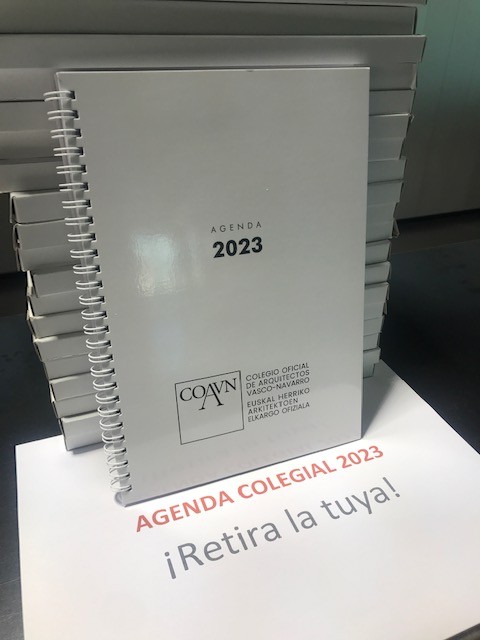 AGENDA
2023
COAVN
COLEGIO OFICIAL
DE ARQUITECTOS
VASCO-NAVARRO
EUSKAL HERRIKO
ARKITEKTOEN
ELKARGO OFIZIALA
AGENDA COLEGIAL 2023
¡Retira la tuya!